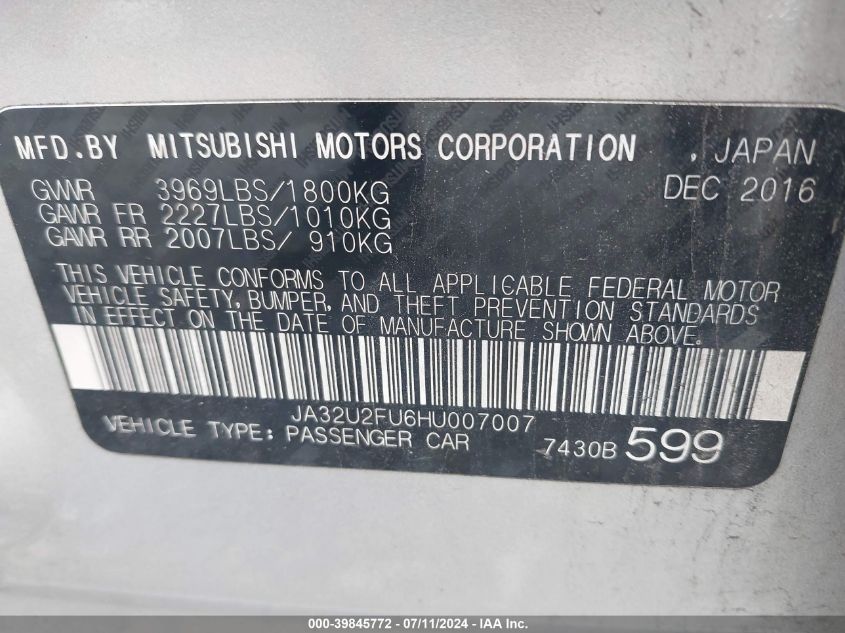 MFD.BY MITSUBISHI MOTORS CORPORATION , JAPAN
GVWR 3969LBS/1800KG DEC 2016
GAWR FR 2227LBS/1010KG
GAWR RR 2007LBS/ 910KG
THIS VEHICLE CONFORMS TO ALL APPLICABLE FEDERAL MOTOR
VEHICLE SAFETY, BUMPER, AND THEFT PREVENTION STANDARDS
IN EFFECT ON THE DATE OF MANUFACTURE SHOWN ABOVE.
JA32U2FU6HU007007
VEHICLE TYPE: PASSENGER CAR 7430B 599
000-39845772 - 07/11/2024 - IAA Inc.